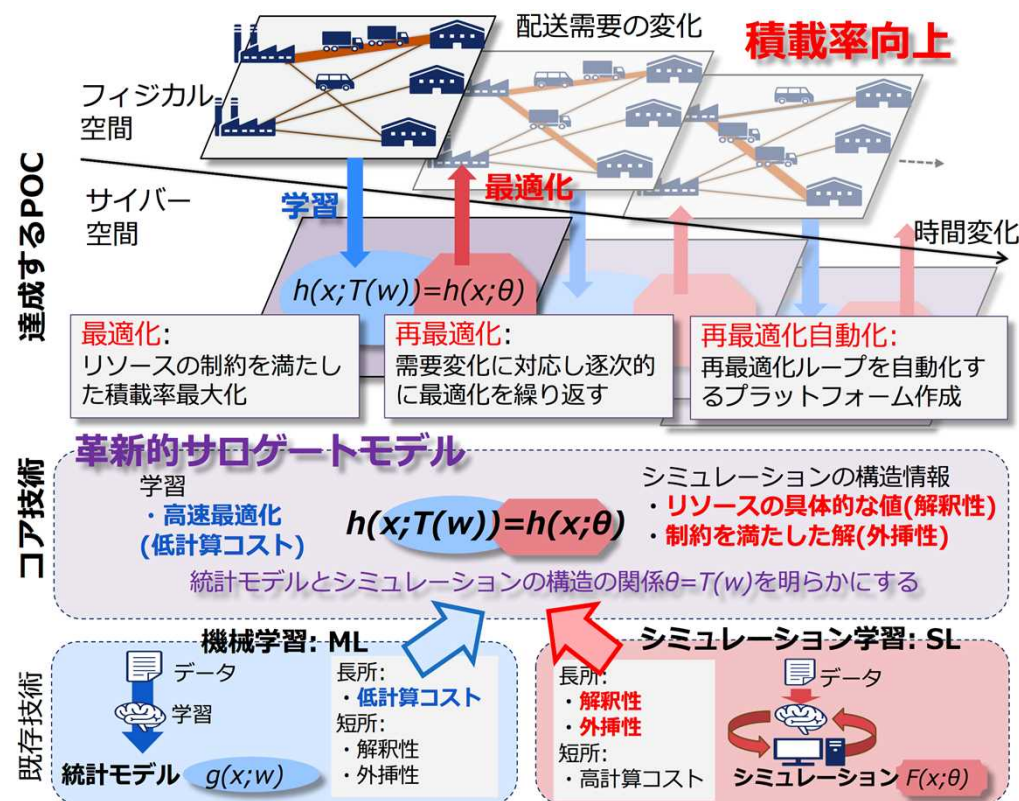 配送需要の変化
積載率向上
フィジカル
空間
サイバー
空間
学習
最適化
時間変化
達成するPOC
h(x;T(w))=h(x;θ)
最適化:
リソースの制約を満たし
た積載率最大化
再最適化:
需要変化に対応し逐次的
に最適化を繰り返す
再最適化自動化:
再最適化ループを自動化す
るプラットフォーム作成
コア技術
革新的サロゲートモデル
学習
・高速最適化
(低計算コスト)
h(x;T(w))=h(x;θ)
シミュレーションの構造情報
・リソースの具体的な値(解釈性)
・制約を満たした解(外挿性)
統計モデルとシミュレーションの構造の関係θ=T(w)を明らかにする
既存技術
機械学習: ML
データ
学習
統計モデル g(x;w)
長所:
・低計算コスト
短所:
・解釈性
・外挿性
シミュレーション学習: SL
長所:
・解釈性
・外挿性
短所:
・高計算コスト
データ
シミュレーション F(x;θ)